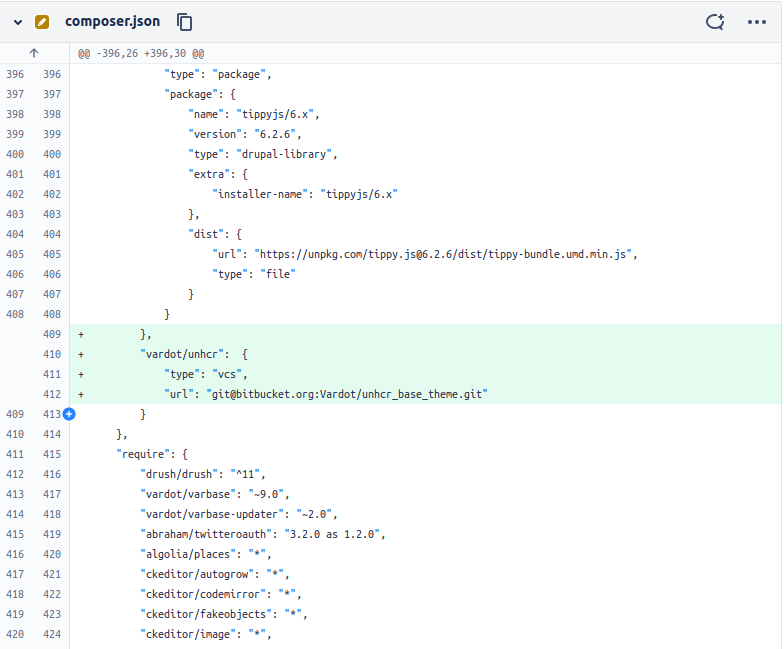 composer.json
@@ -396,26 +396,30 @@
396 396 "type": "package",
397 397 "package": {
398 398 "name": "tippyjs/6.x",
399 399 "version": "6.2.6",
400 400 "type": "drupal-library",
401 401 "extra": {
402 402 "installer-name": "tippyjs/6.x"
403 403 },
404 404 "dist": {
405 405 "url": "https://unpkg.com/tippy.js@6.2.6/dist/tippy-bundle.umd.min.js",
406 406 "type": "file"
407 407 }
408 408 }
409 + },
410 + "vardot/unhcr":  {
411 + "type": "vcs",
412 + "url": "git@bitbucket.org:Vardot/unhcr_base_theme.git"
409 413 }
410 414 },
411 415 "require": {
412 416 "drush/drush": "^11",
413 417 "vardot/varbase": "~9.0",
414 418 "vardot/varbase-updater": "~2.0",
415 419 "abraham/twitteroauth": "3.2.0 as 1.2.0",
416 420 "algolia/places": "*",
417 421 "ckeditor/autogrow": "*",
418 422 "ckeditor/codemirror": "*",
419 423 "ckeditor/fakeobjects": "*",
420 424 "ckeditor/image": "*",